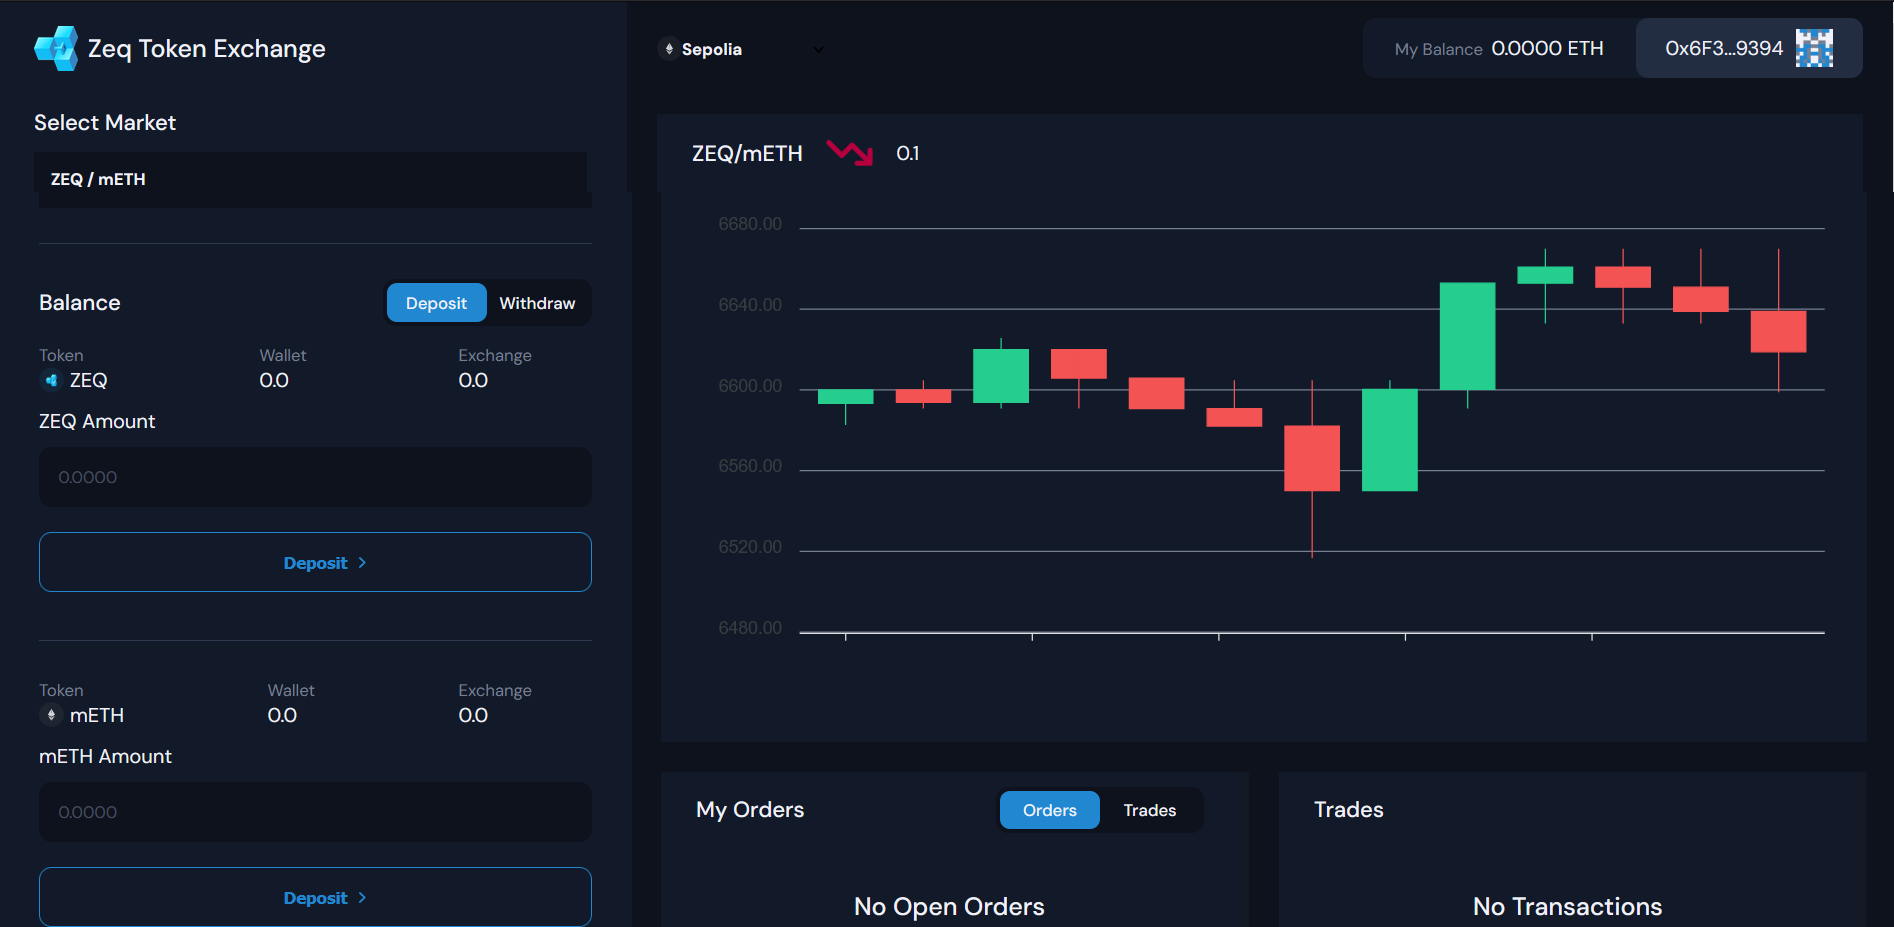 Zeq Token Exchange
Select Market
ZEQ / mETH
Balance
Deposit Withdraw
Token Wallet Exchange
ZEQ 0.0 0.0
ZEQ Amount
0.0000
Deposit >
Token Wallet Exchange
mETH 0.0 0.0
mETH Amount
0.0000
Deposit >
Sepolia
My Balance 0.0000 ETH 0x6F3...9394
ZEQ/mETH 0.1
6680.00
6640.00
6600.00
6560.00
6520.00
6480.00
My Orders
Orders Trades
No Open Orders
Trades
No Transactions